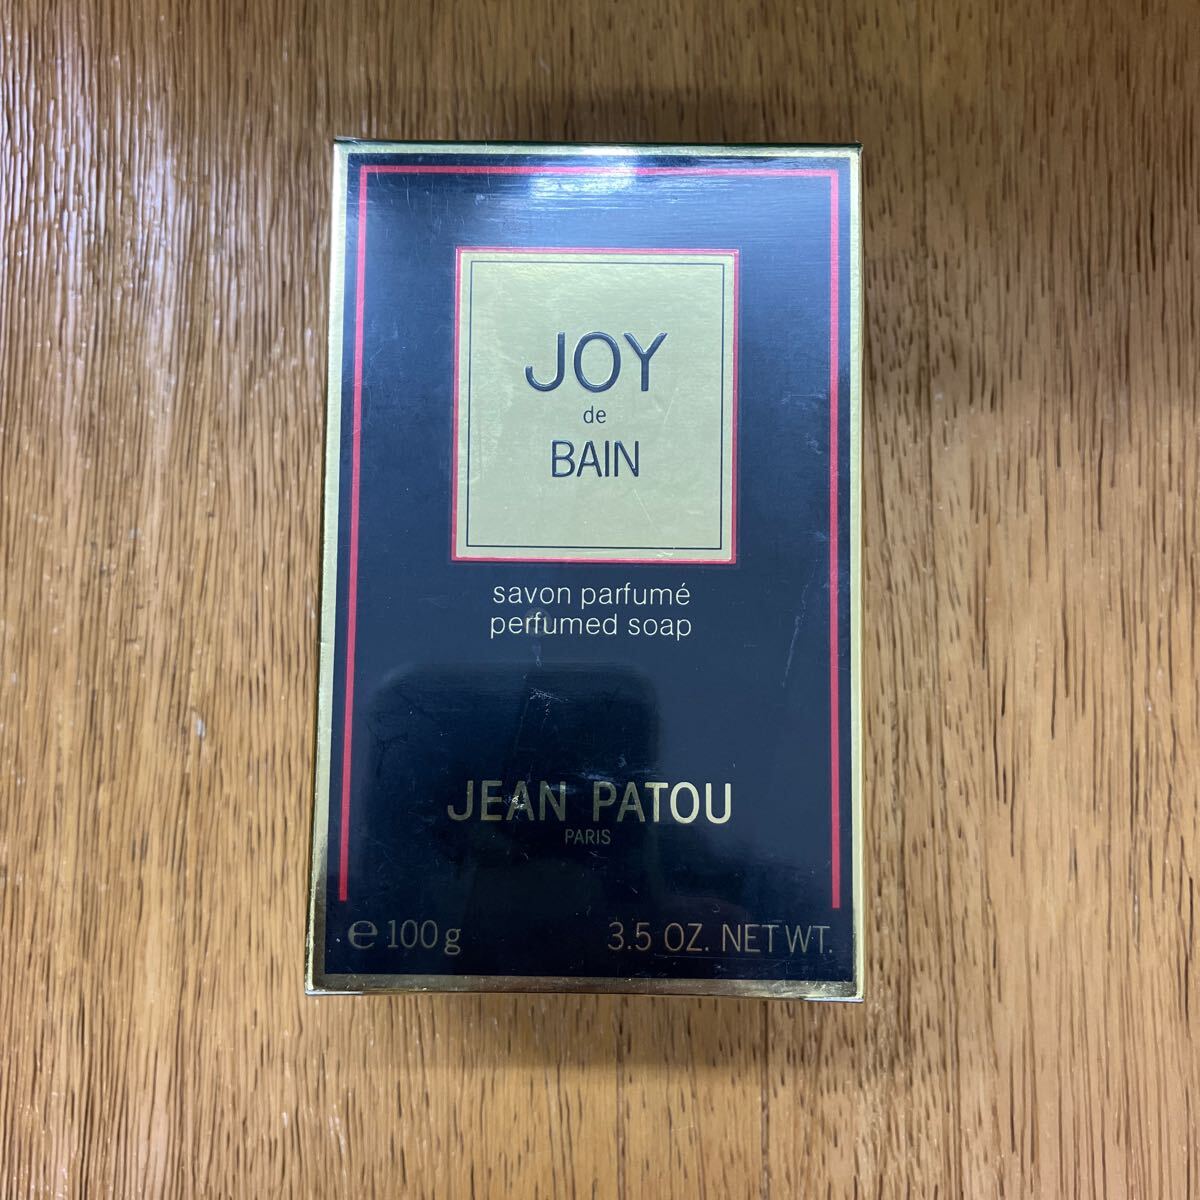 JOY
de
BAIN
savon parfumé
perfumed soap
JEAN PATOU
PARIS
℮ 100 g 3.5 OZ. NET WT.